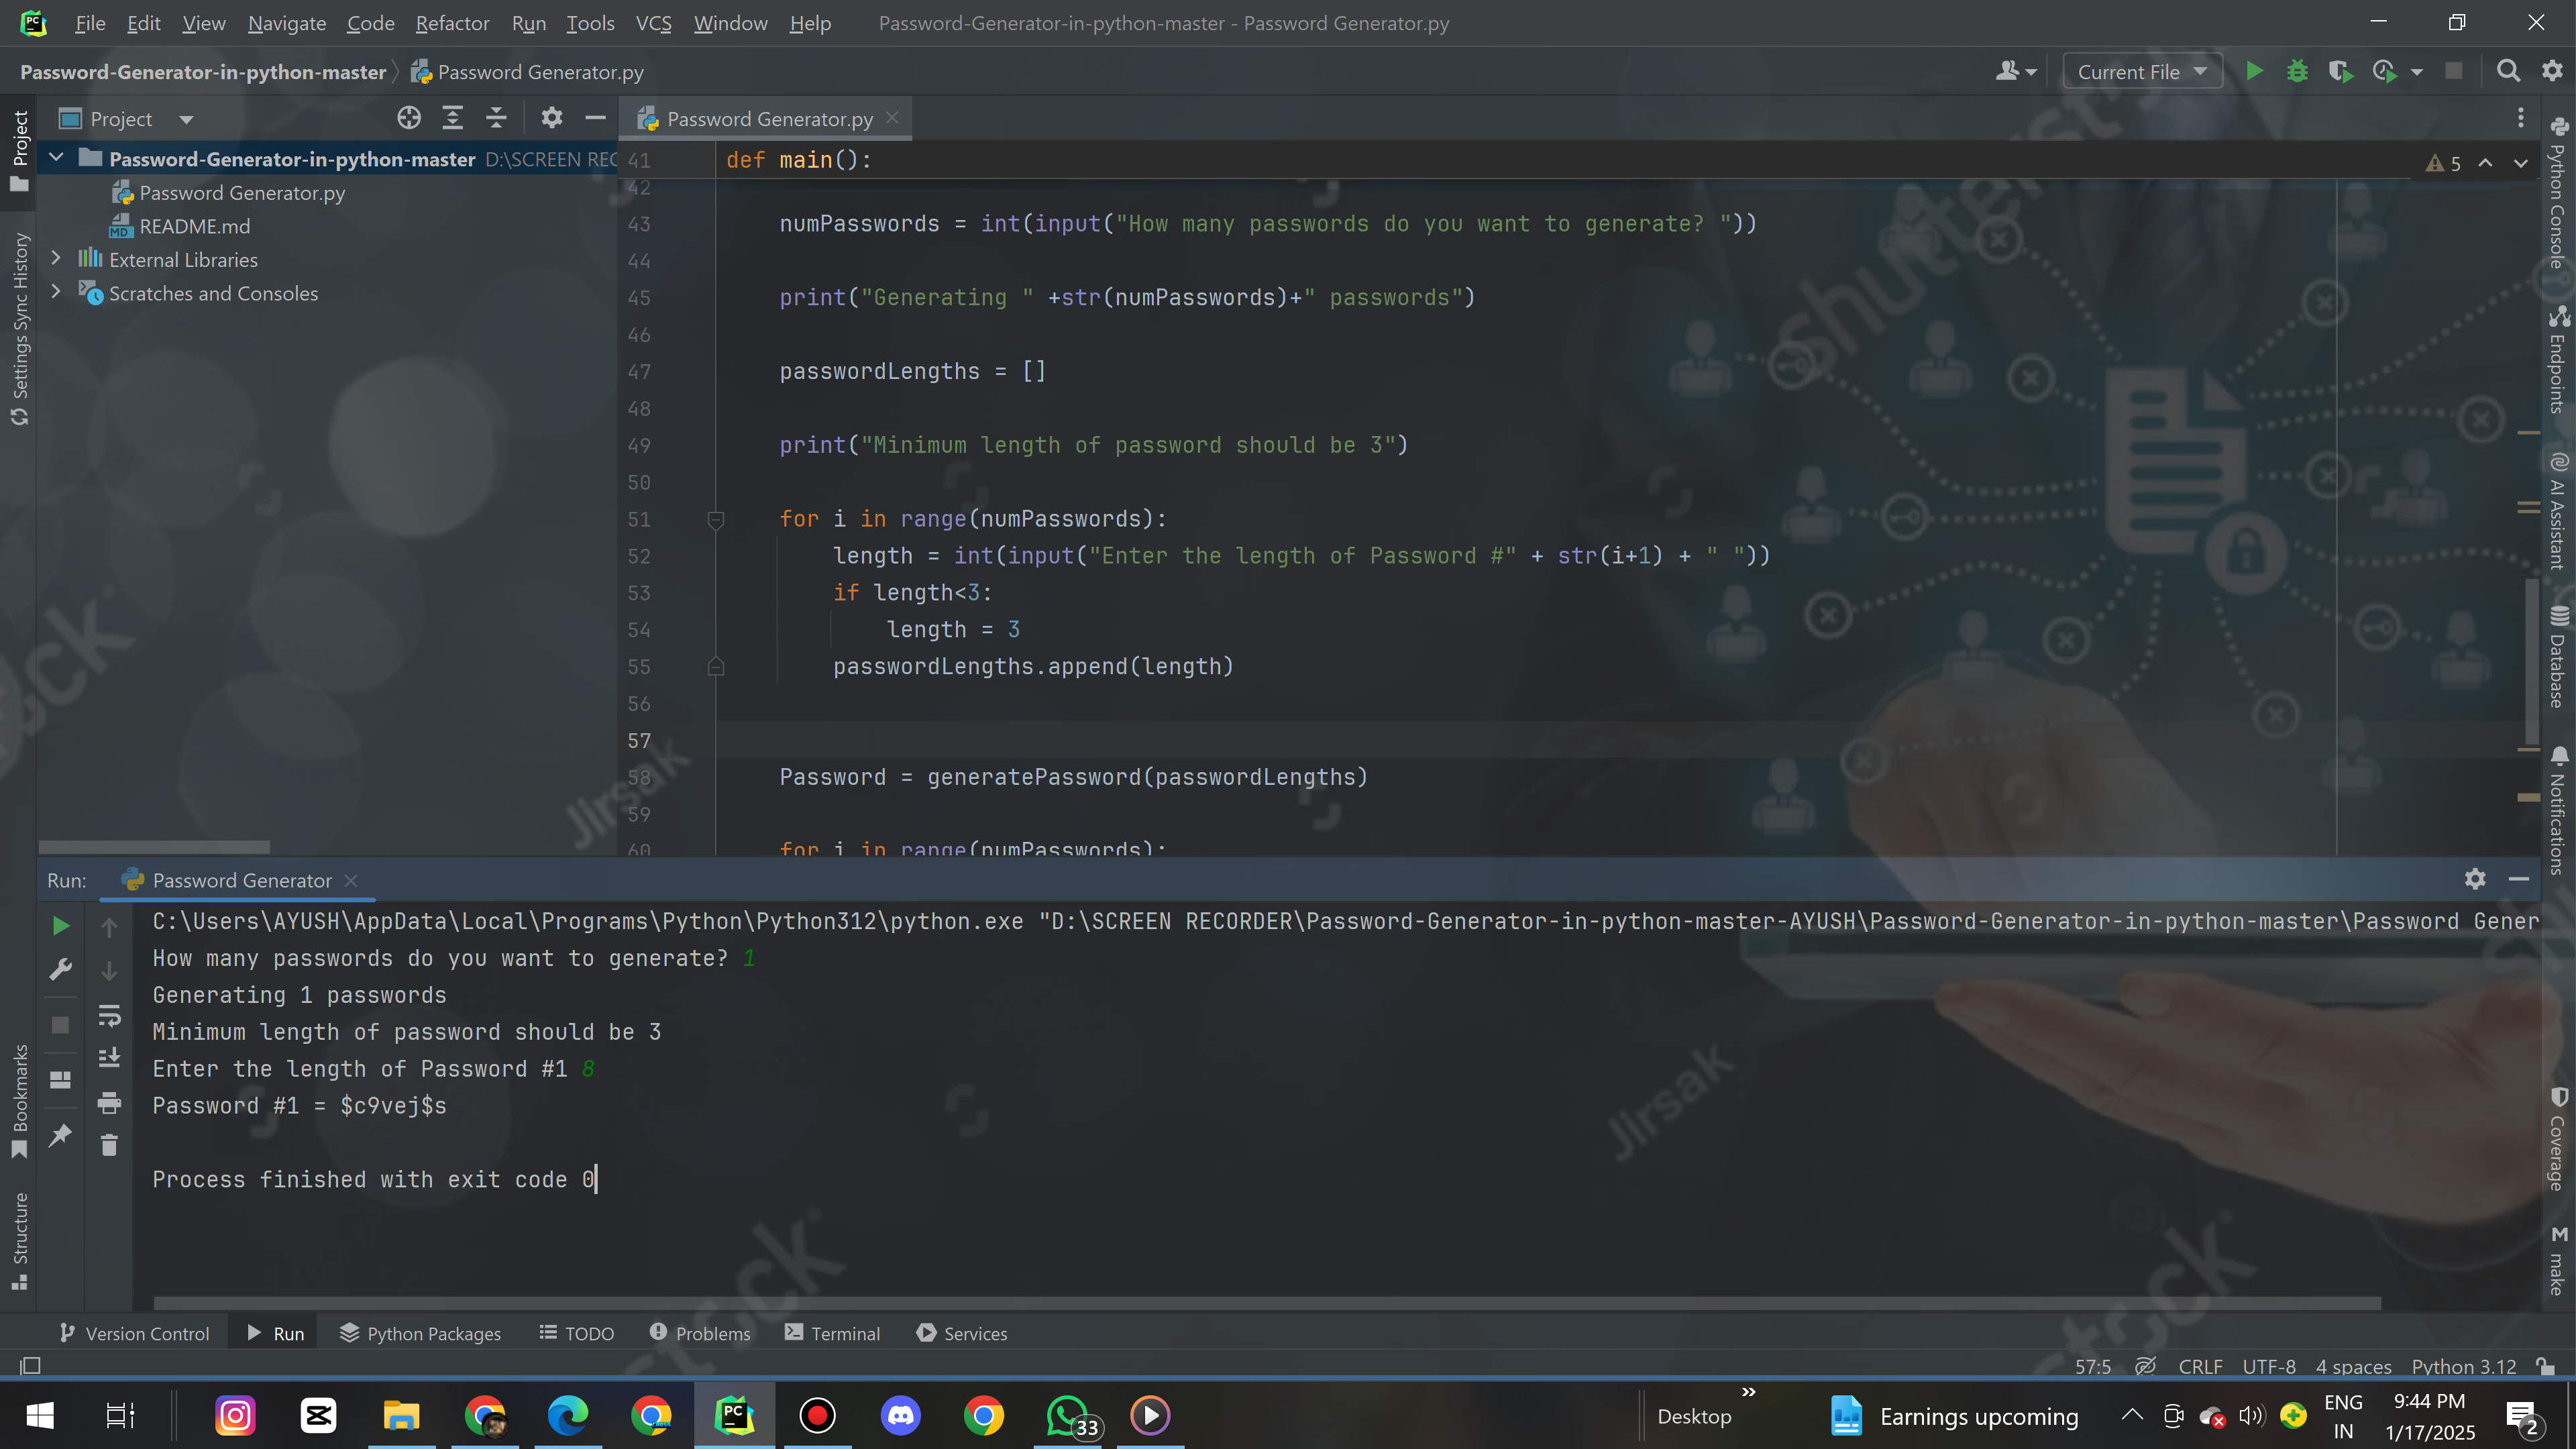 File Edit View Navigate Code Refactor Run Tools VCS Window Help Password-Generator-in-python-master - Password Generator.py
Password-Generator-in-python-master Password Generator.py Current File
Project Password Generator.py
Password-Generator-in-python-master D:\SCREEN REC
Password Generator.py
README.md
External Libraries
Scratches and Consoles
Project
Settings Sync History
Bookmarks
Structure
41 def main():
5
42
43 numPasswords = int(input("How many passwords do you want to generate? "))
44
45 print("Generating " +str(numPasswords)+" passwords")
46
47 passwordLengths = []
48
49 print("Minimum length of password should be 3")
50
51 for i in range(numPasswords):
52 length = int(input("Enter the length of Password #" + str(i+1) + " "))
53 if length<3:
54 length = 3
55 passwordLengths.append(length)
56
57
58 Password = generatePassword(passwordLengths)
59
60 for i in range(numPasswords):
Python Console
Endpoints
AI Assistant
Database
Notifications
Coverage
make
Run: Password Generator
C:\Users\AYUSH\AppData\Local\Programs\Python\Python312\python.exe "D:\SCREEN RECORDER\Password-Generator-in-python-master-AYUSH\Password-Generator-in-python-master\Password Gener
How many passwords do you want to generate? 1
Generating 1 passwords
Minimum length of password should be 3
Enter the length of Password #1 8
Password #1 = $c9vej$s
Process finished with exit code 0
Version Control Run Python Packages TODO Problems Terminal Services
57:5 CRLF UTF-8 4 spaces Python 3.12
33 Desktop Earnings upcoming ENG IN 9:44 PM 1/17/2025 2
Jirsak
Jirsak